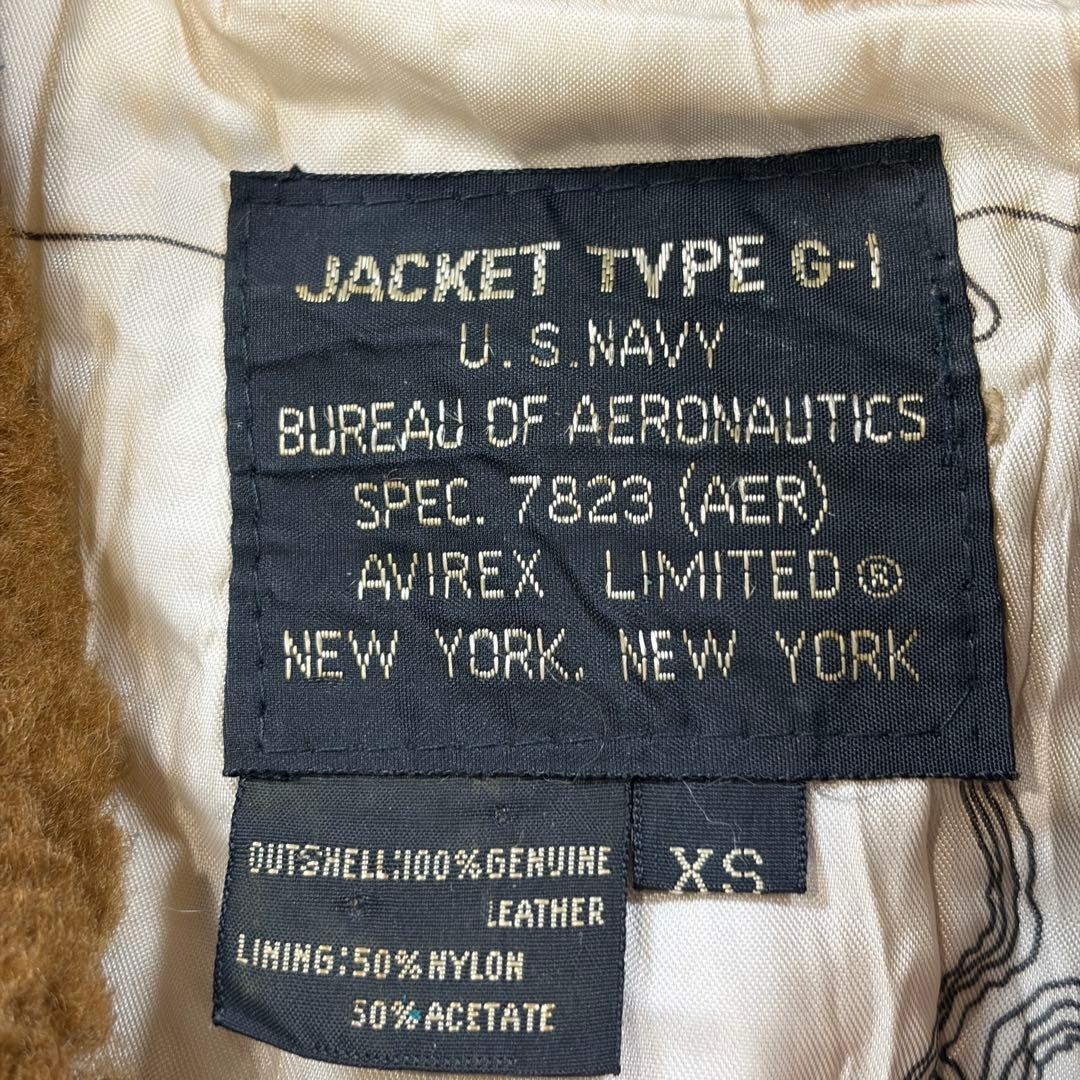 JACKET TYPE G-1
U.S.NAVY
BUREAU OF AERONAUTICS
SPEC. 7823 (AER)
AVIREX LIMITED®
NEW YORK, NEW YORK
OUTSHELL:100%GENUINE
LEATHER
LINING:50%NYLON
50%ACETATE
XS